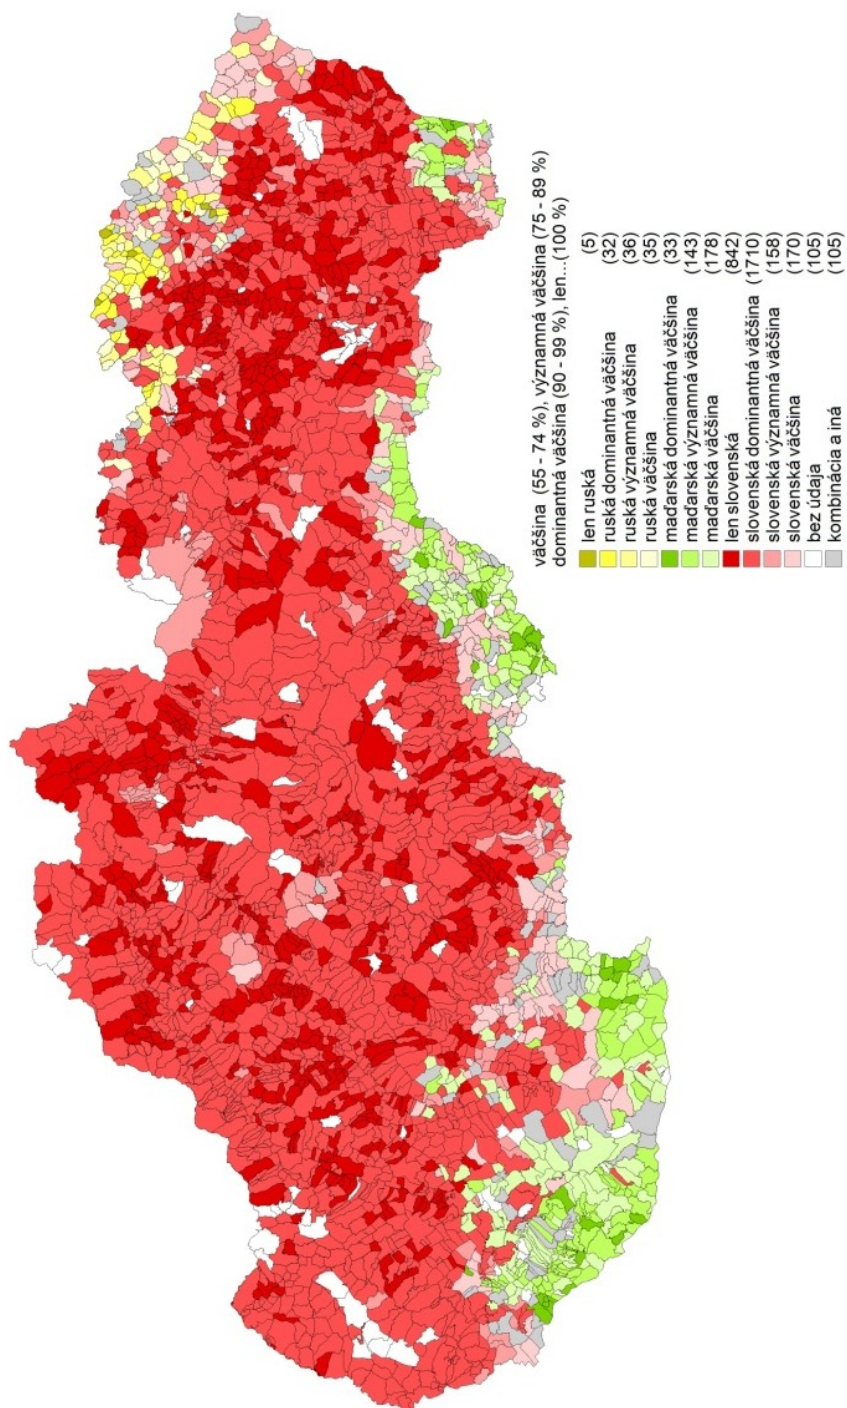 väčšina (55 - 74 %), významná väčšina (75 - 89 %)
domiinantná väčšina (90 - 99 %), len...(100 %)
len ruská (5)
ruská dominantná väčšina (32)
ruská významná väčšina (36)
ruská väčšina (35)
maďarská dominantná väčšina (33)
maďarská významná väčšina (143)
maďarská väčšina (178)
len slovenská (842)
slovenská dominantná väčšina (1710)
slovenská významná väčšina (158)
slovenská väčšina (170)
bez údaja (105)
kombinácia a iná (105)